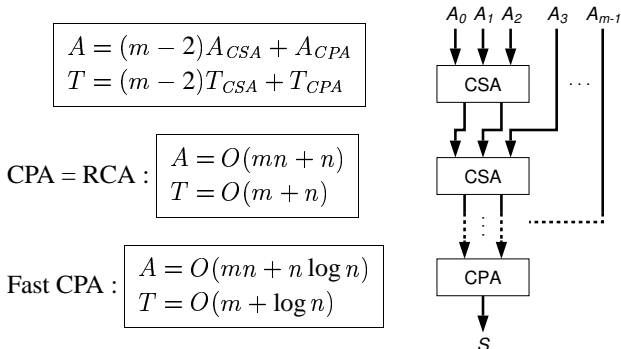 A = (m − 2)A_CSA + A_CPA
T = (m − 2)T_CSA + T_CPA
CPA = RCA :
A = O(mn + n)
T = O(m + n)
Fast CPA :
A = O(mn + n log n)
T = O(m + log n)
A_0 A_1 A_2 A_3 A_m-1
CSA
. . .
CSA
CPA
S